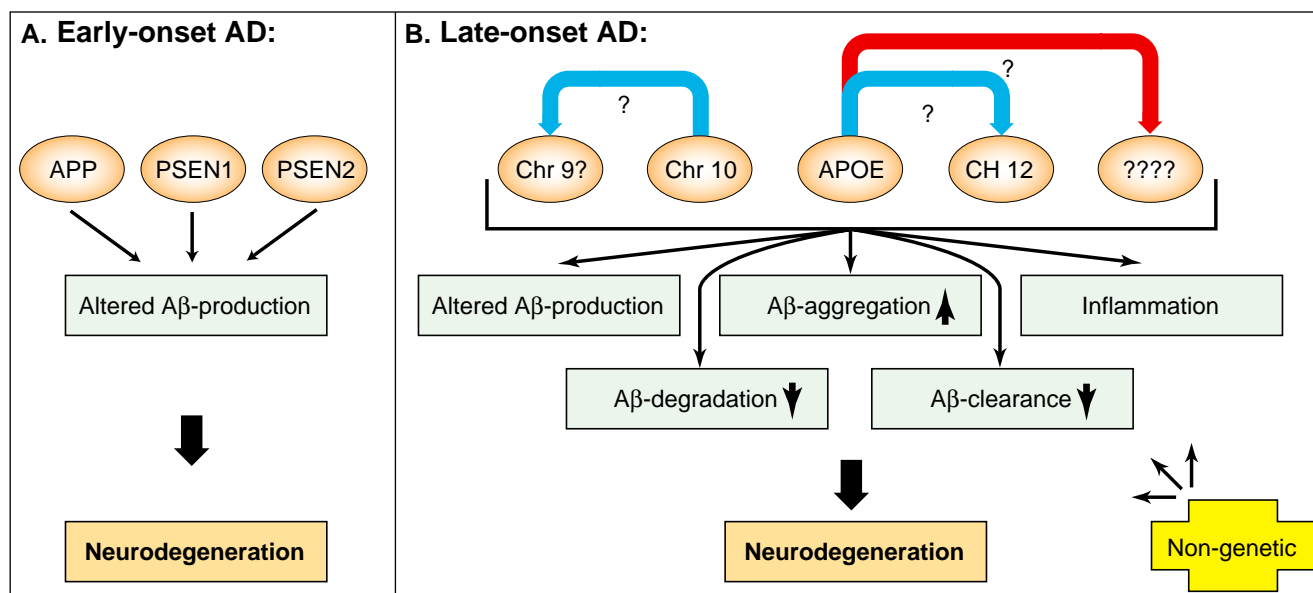 A. Early-onset AD:
APP
PSEN1
PSEN2
Altered Aβ-production
Neurodegeneration
B. Late-onset AD:
?
?
?
Chr 9?
Chr 10
APOE
CH 12
????
Altered Aβ-production
Aβ-aggregation
Inflammation
Aβ-degradation
Aβ-clearance
Neurodegeneration
Non-genetic